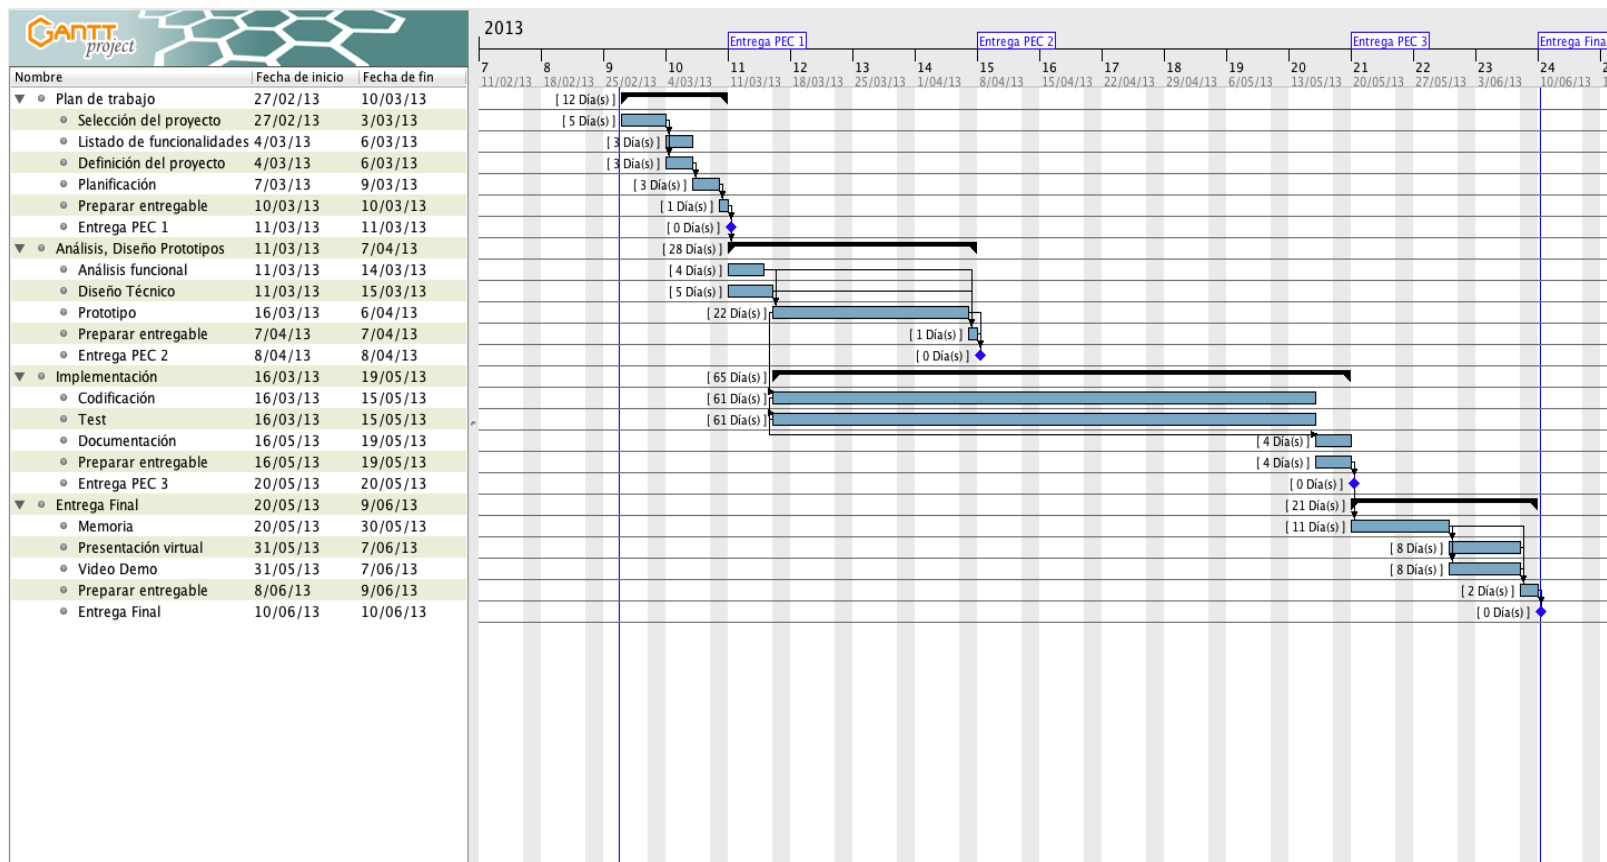 GANTT
project
2013
Entrega PEC 1
Entrega PEC 2
Entrega PEC 3
Entrega Fina
7 8 9 10 11 12 13 14 15 16 17 18 19 20 21 22 23 24 2
11/02/13 18/02/13 25/02/13 4/03/13 11/03/13 18/03/13 25/03/13 1/04/13 8/04/13 15/04/13 22/04/13 29/04/13 6/05/13 13/05/13 20/05/13 27/05/13 3/06/13 10/06/13 1
Nombre Fecha de inicio Fecha de fin
Plan de trabajo 27/02/13 10/03/13 [ 12 Día(s) ]
Selección del proyecto 27/02/13 3/03/13 [ 5 Día(s) ]
Listado de funcionalidades 4/03/13 6/03/13 [ 3 Día(s) ]
Definición del proyecto 4/03/13 6/03/13 [ 3 Día(s) ]
Planificación 7/03/13 9/03/13 [ 3 Día(s) ]
Preparar entregable 10/03/13 10/03/13 [ 1 Día(s) ]
Entrega PEC 1 11/03/13 11/03/13 [ 0 Día(s) ]
Análisis, Diseño Prototipos 11/03/13 7/04/13 [ 28 Día(s) ]
Análisis funcional 11/03/13 14/03/13 [ 4 Día(s) ]
Diseño Técnico 11/03/13 15/03/13 [ 5 Día(s) ]
Prototipo 16/03/13 6/04/13 [ 22 Día(s) ]
Preparar entregable 7/04/13 7/04/13 [ 1 Día(s) ]
Entrega PEC 2 8/04/13 8/04/13 [ 0 Día(s) ]
Implementación 16/03/13 19/05/13 [ 65 Día(s) ]
Codificación 16/03/13 15/05/13 [ 61 Día(s) ]
Test 16/03/13 15/05/13 [ 61 Día(s) ]
Documentación 16/05/13 19/05/13 [ 4 Día(s) ]
Preparar entregable 16/05/13 19/05/13 [ 4 Día(s) ]
Entrega PEC 3 20/05/13 20/05/13 [ 0 Día(s) ]
Entrega Final 20/05/13 9/06/13 [ 21 Día(s) ]
Memoria 20/05/13 30/05/13 [ 11 Día(s) ]
Presentación virtual 31/05/13 7/06/13 [ 8 Día(s) ]
Video Demo 31/05/13 7/06/13 [ 8 Día(s) ]
Preparar entregable 8/06/13 9/06/13 [ 2 Día(s) ]
Entrega Final 10/06/13 10/06/13 [ 0 Día(s) ]